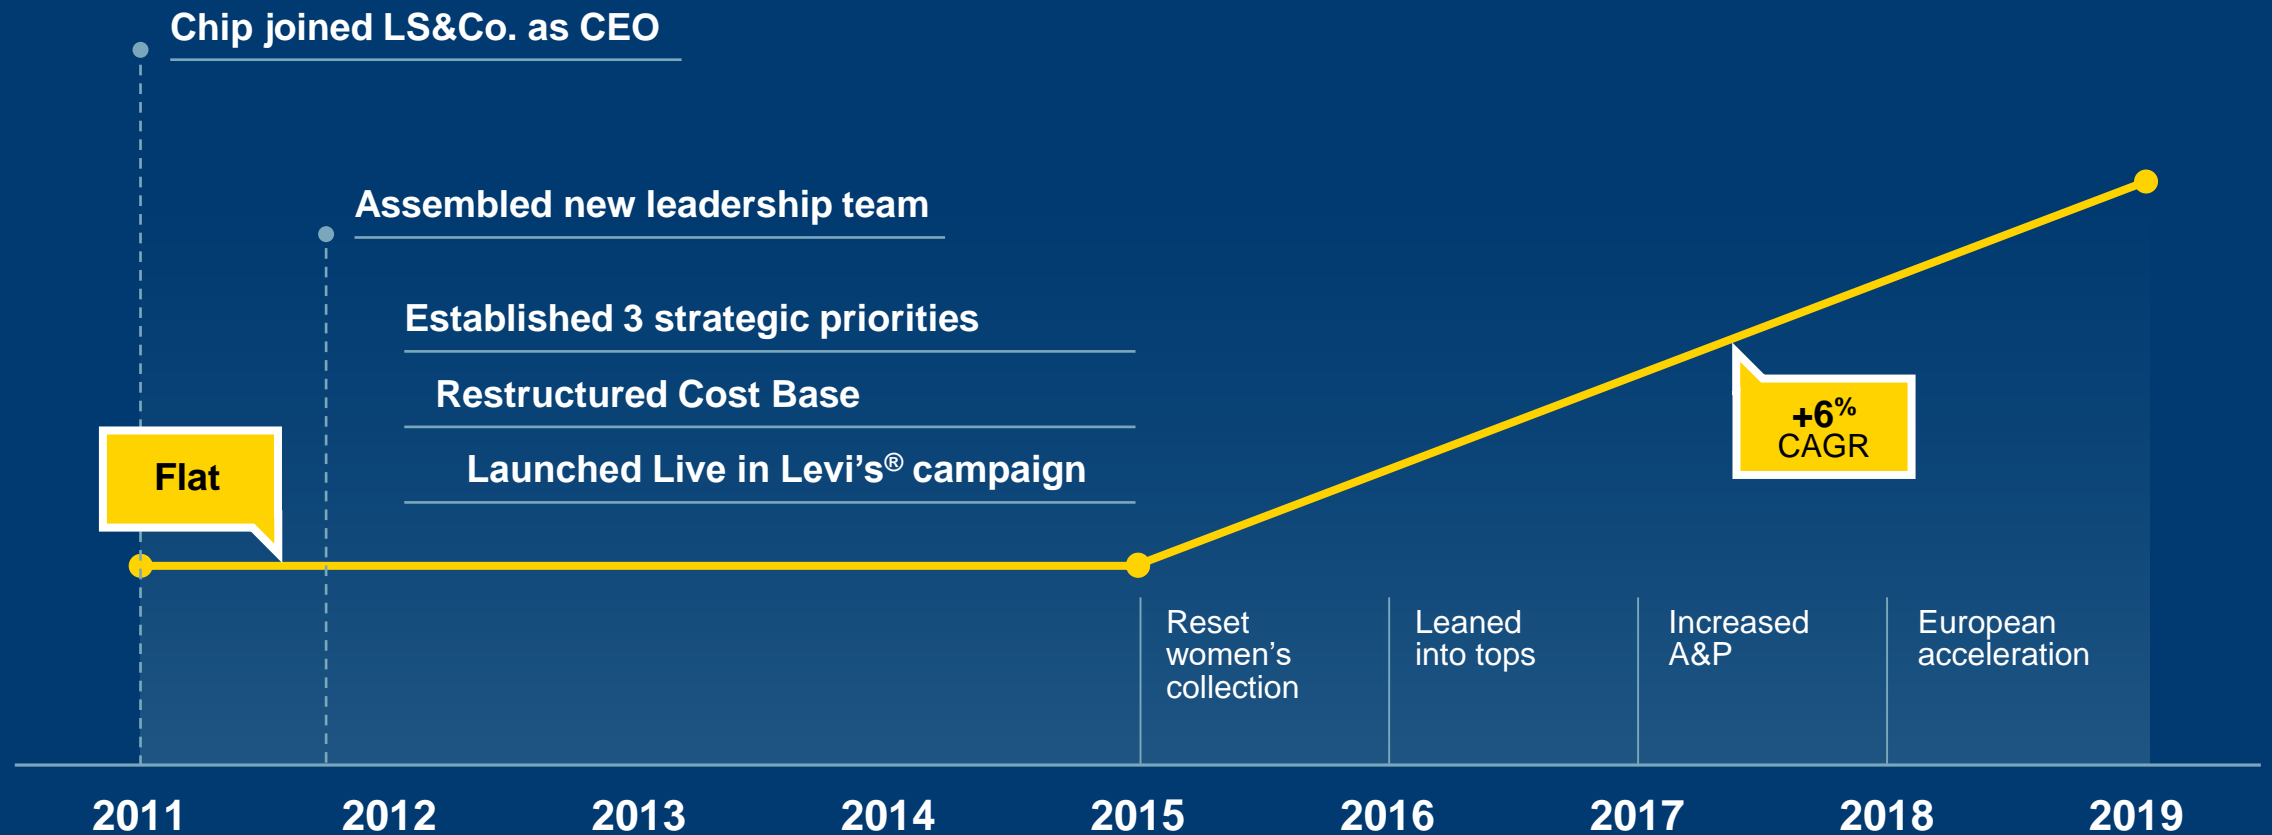 Chip joined LS&Co. as CEO
Assembled new leadership team
Established 3 strategic priorities
Restructured Cost Base
Launched Live in Levi’s® campaign
Flat
+6%
CAGR
Reset
women’s
collection
Leaned
into tops
Increased
A&P
European
acceleration
2011 2012 2013 2014 2015 2016 2017 2018 2019